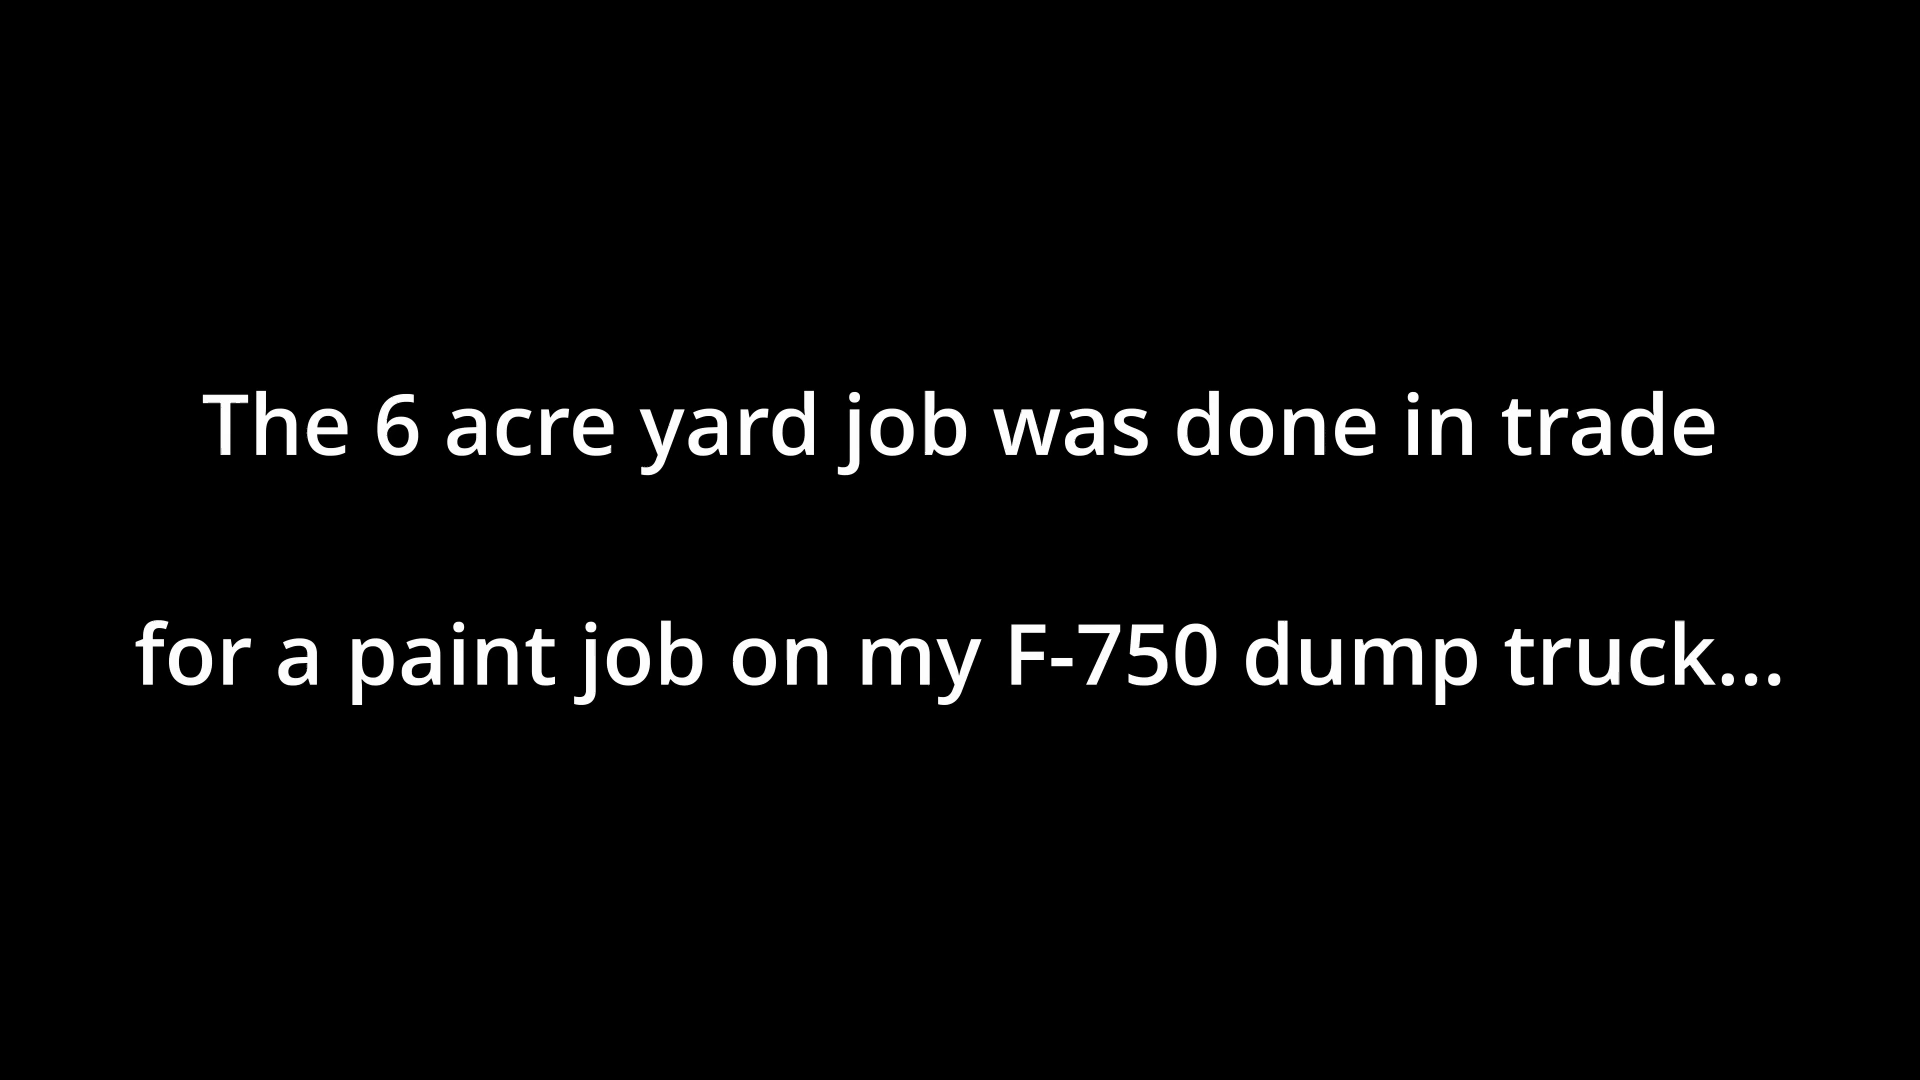 The 6 acre yard job was done in trade
for a paint job on my F-750 dump truck...